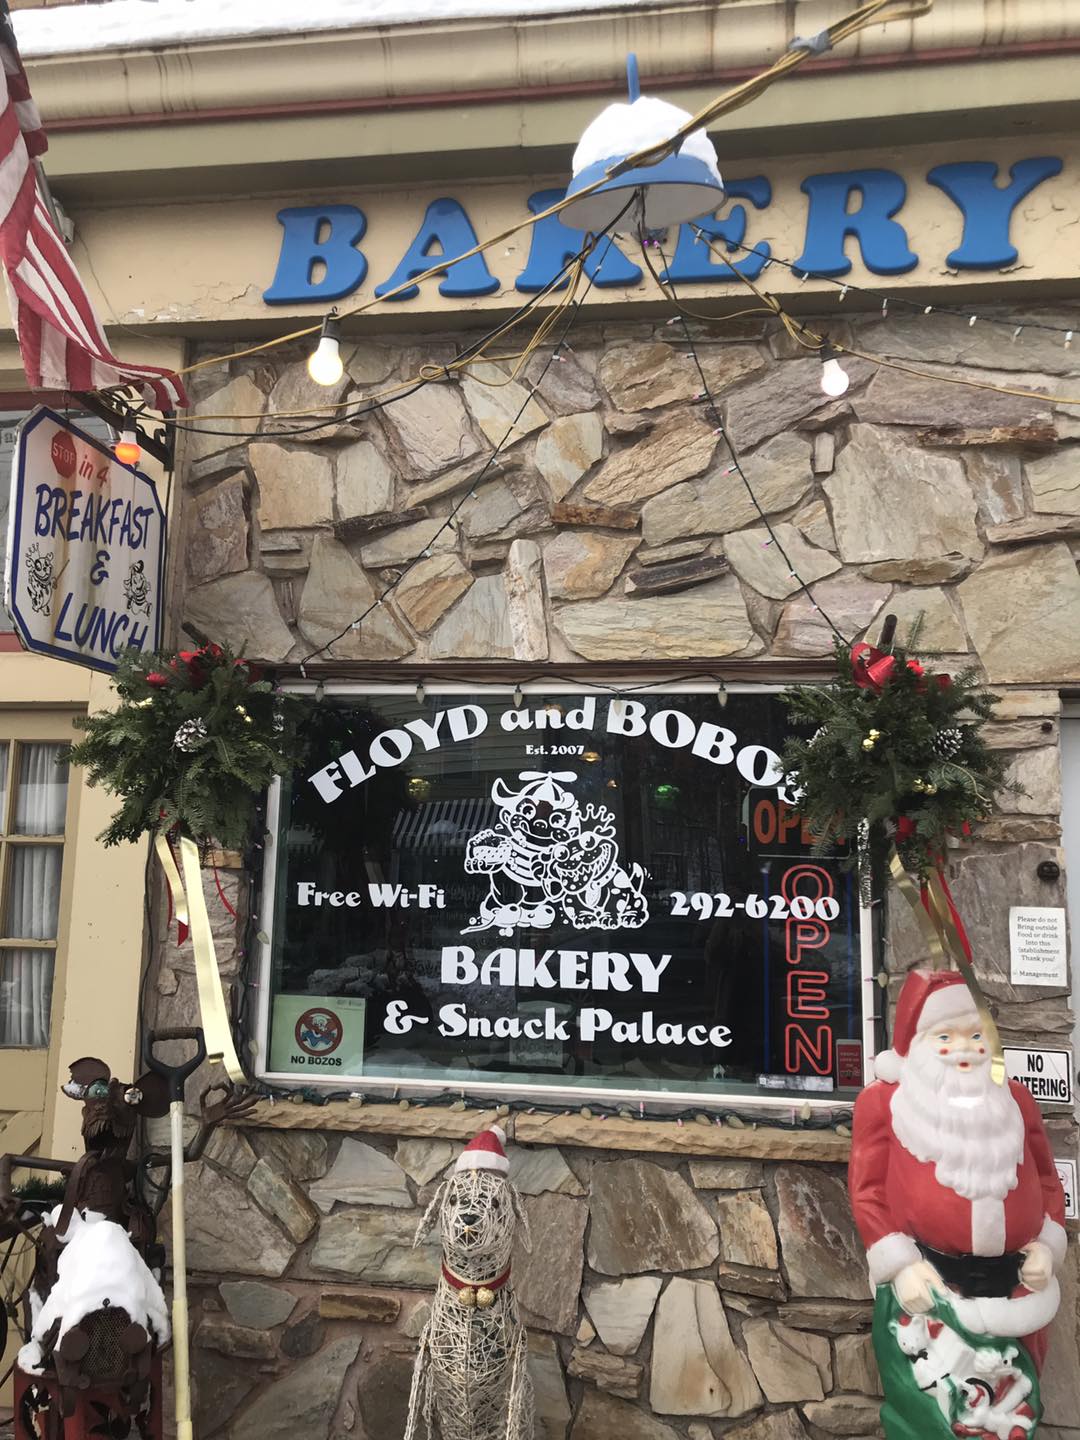 BAKERY
STOP in 4
BREAKFAST
&
LUNCH
FLOYD and BOBO's
Est. 2007
OPEN
Free Wi-Fi
292-6200
OPEN
BAKERY
& Snack Palace
NO BOZOS
Please do not
Bring outside
Food or drink
Into this
Establishment
Thank you!
- Management
NO